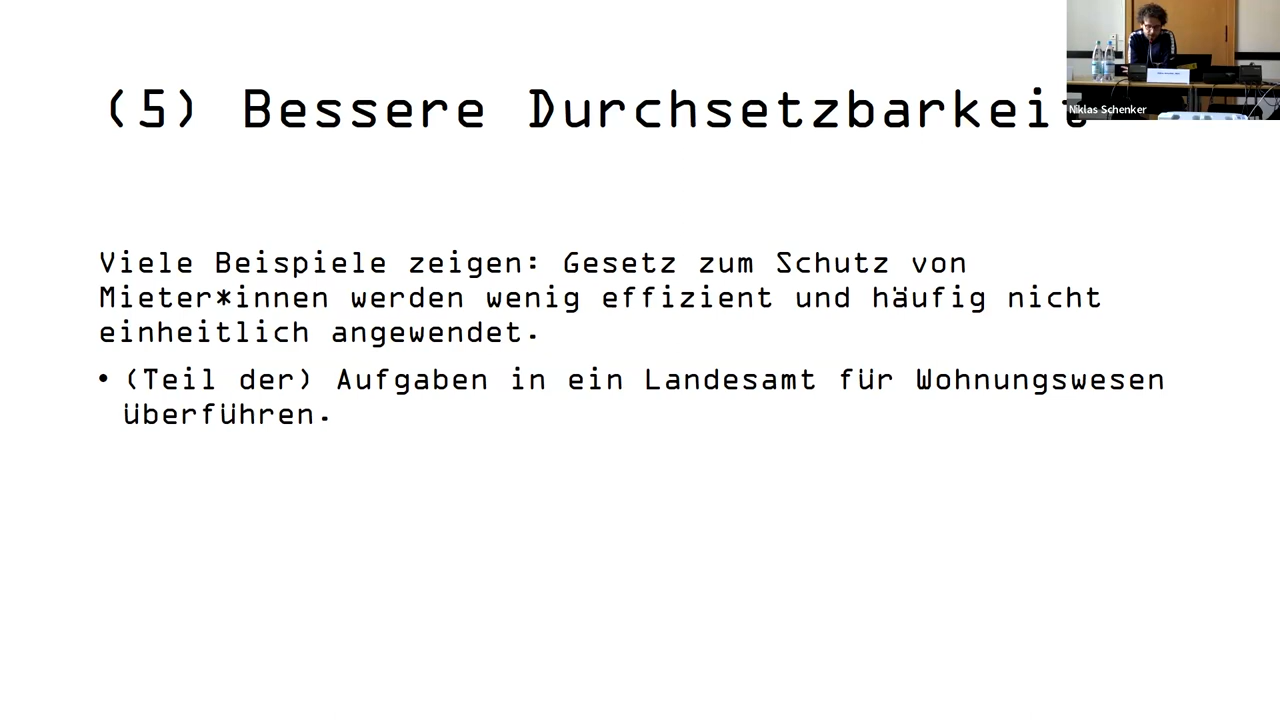 (5) Bessere Durchsetzbarkeit
Niklas Schenker
Viele Beispiele zeigen: Gesetz zum Schutz von
Mieter*innen werden wenig effizient und häufig nicht
einheitlich angewendet.
• (Teil der) Aufgaben in ein Landesamt für Wohnungswesen
überführen.